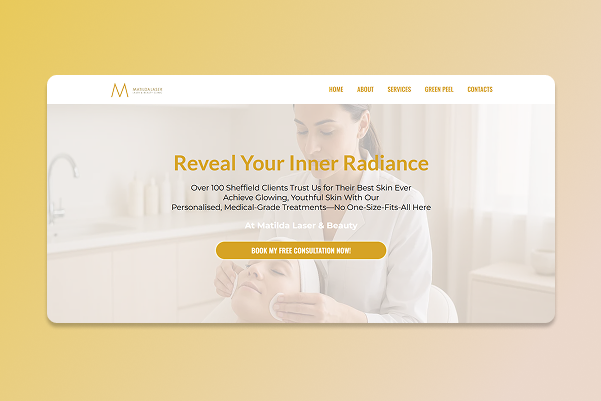 MATILDA LASER
HOME ABOUT SERVICES GREEN PEEL CONTACTS
Reveal Your Inner Radiance
Over 100 Sheffield Clients Trust Us for Their Best Skin Ever
Achieve Glowing, Youthful Skin With Our
Personalised, Medical-Grade Treatments—No One-Size-Fits-All Here
At Matilda Laser & Beauty
BOOK MY FREE CONSULTATION NOW!